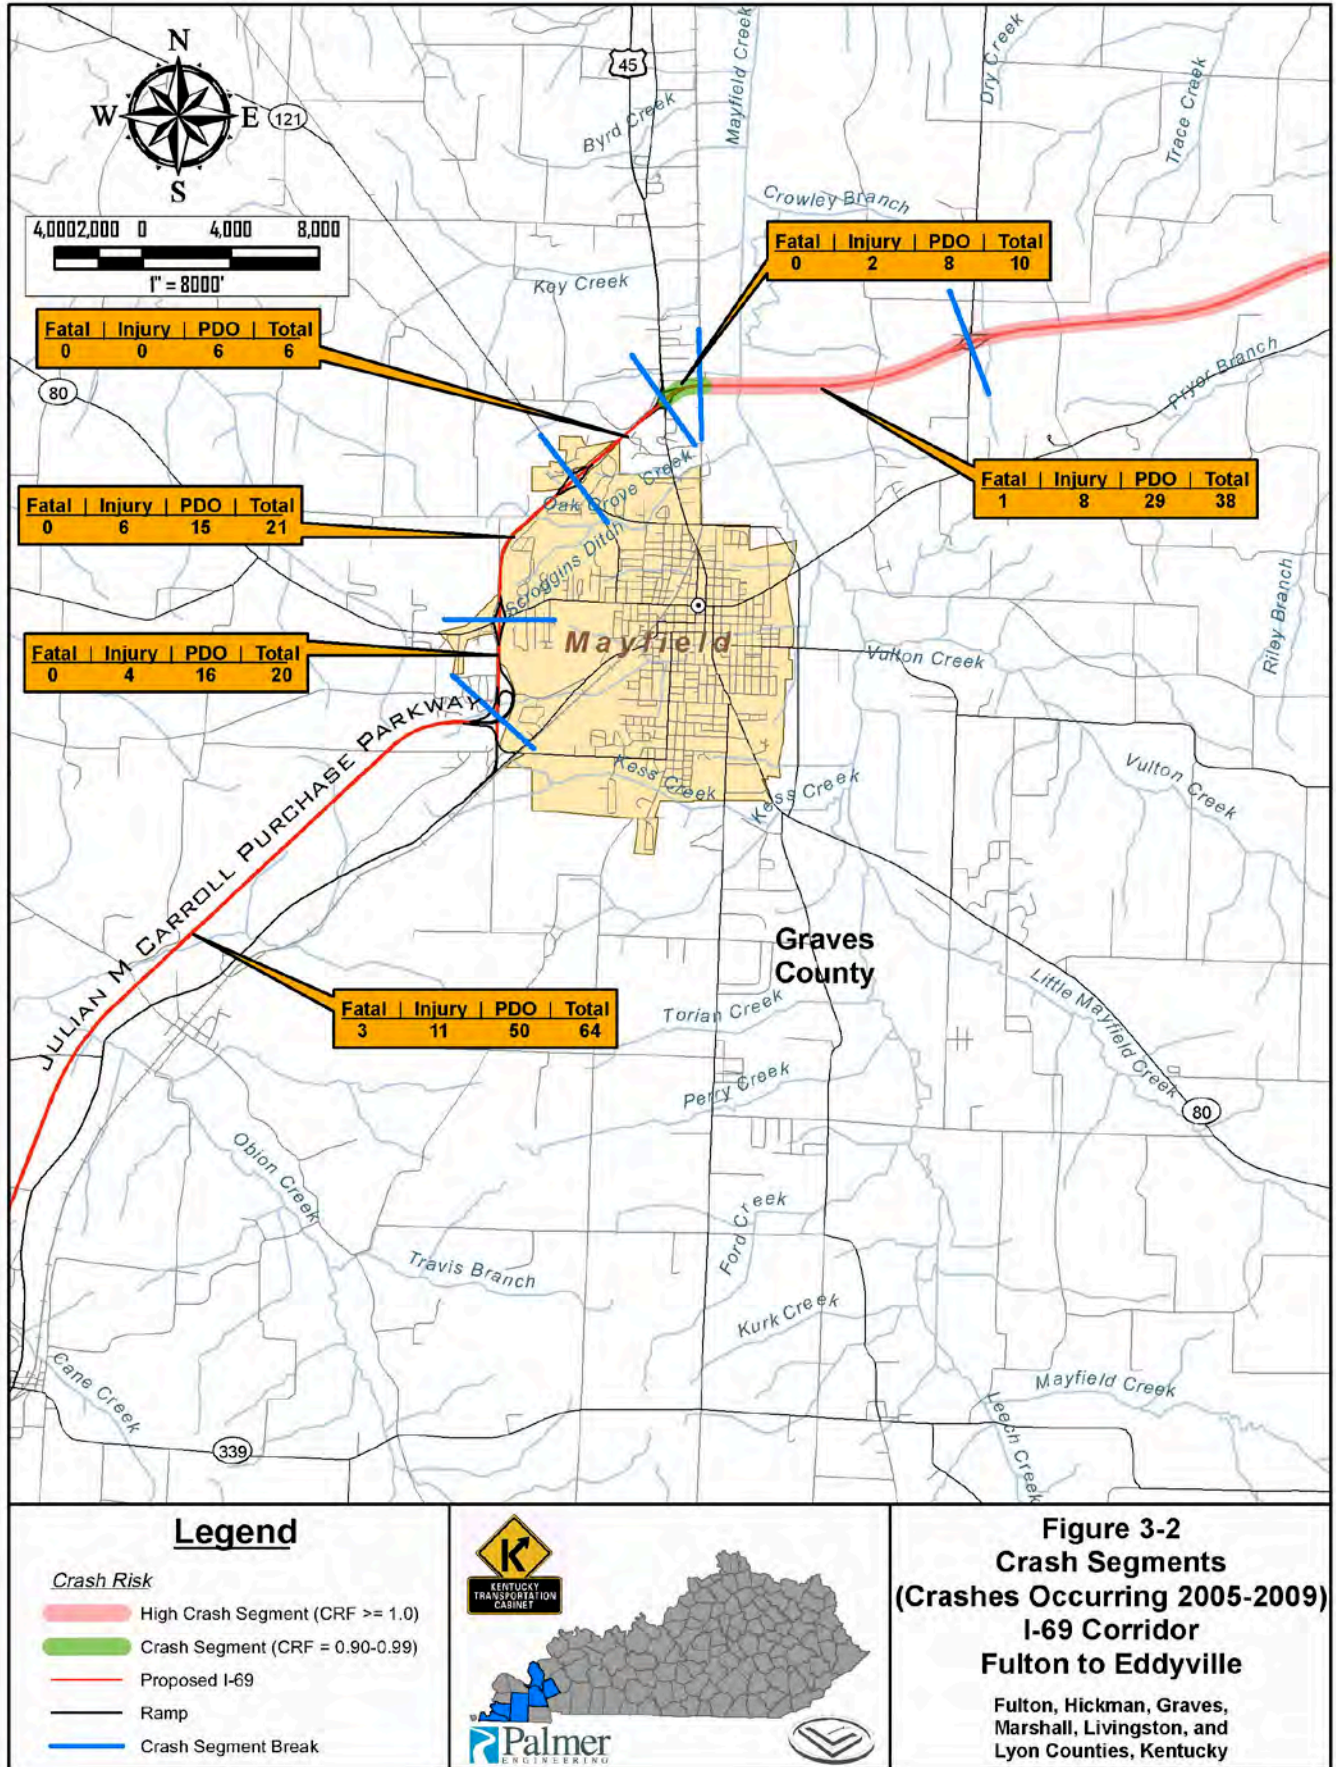 N
W E
S
121
45
Byrd Creek
Mayfield Creek
Dry Creek
Trace Creek
Crowley Branch
4,000 2,000 0 4,000 8,000
1" = 8000'
Key Creek
Fatal | Injury | PDO | Total
0 2 8 10
Fatal | Injury | PDO | Total
0 0 6 6
80
Pryor Branch
Fatal | Injury | PDO | Total
1 8 29 38
Oak Grove Creek
Fatal | Injury | PDO | Total
0 6 15 21
Scroggins Ditch
Riley Branch
Mayfield
Fatal | Injury | PDO | Total
0 4 16 20
Vulton Creek
JULIAN M CARROLL PURCHASE PARKWAY
Kess Creek
Kess Creek
Vulton Creek
Graves
County
Little Mayfield Creek
Fatal | Injury | PDO | Total
3 11 50 64
Torian Creek
Perry Creek
80
Obion Creek
Ford Creek
Travis Branch
Kurk Creek
Cane Creek
Mayfield Creek
Leech Creek
339
Legend
Crash Risk
High Crash Segment (CRF >= 1.0)
Crash Segment (CRF = 0.90-0.99)
Proposed I-69
Ramp
Crash Segment Break
K
KENTUCKY
TRANSPORTATION
CABINET
Palmer
ENGINEERING
Figure 3-2
Crash Segments
(Crashes Occurring 2005-2009)
I-69 Corridor
Fulton to Eddyville
Fulton, Hickman, Graves,
Marshall, Livingston, and
Lyon Counties, Kentucky